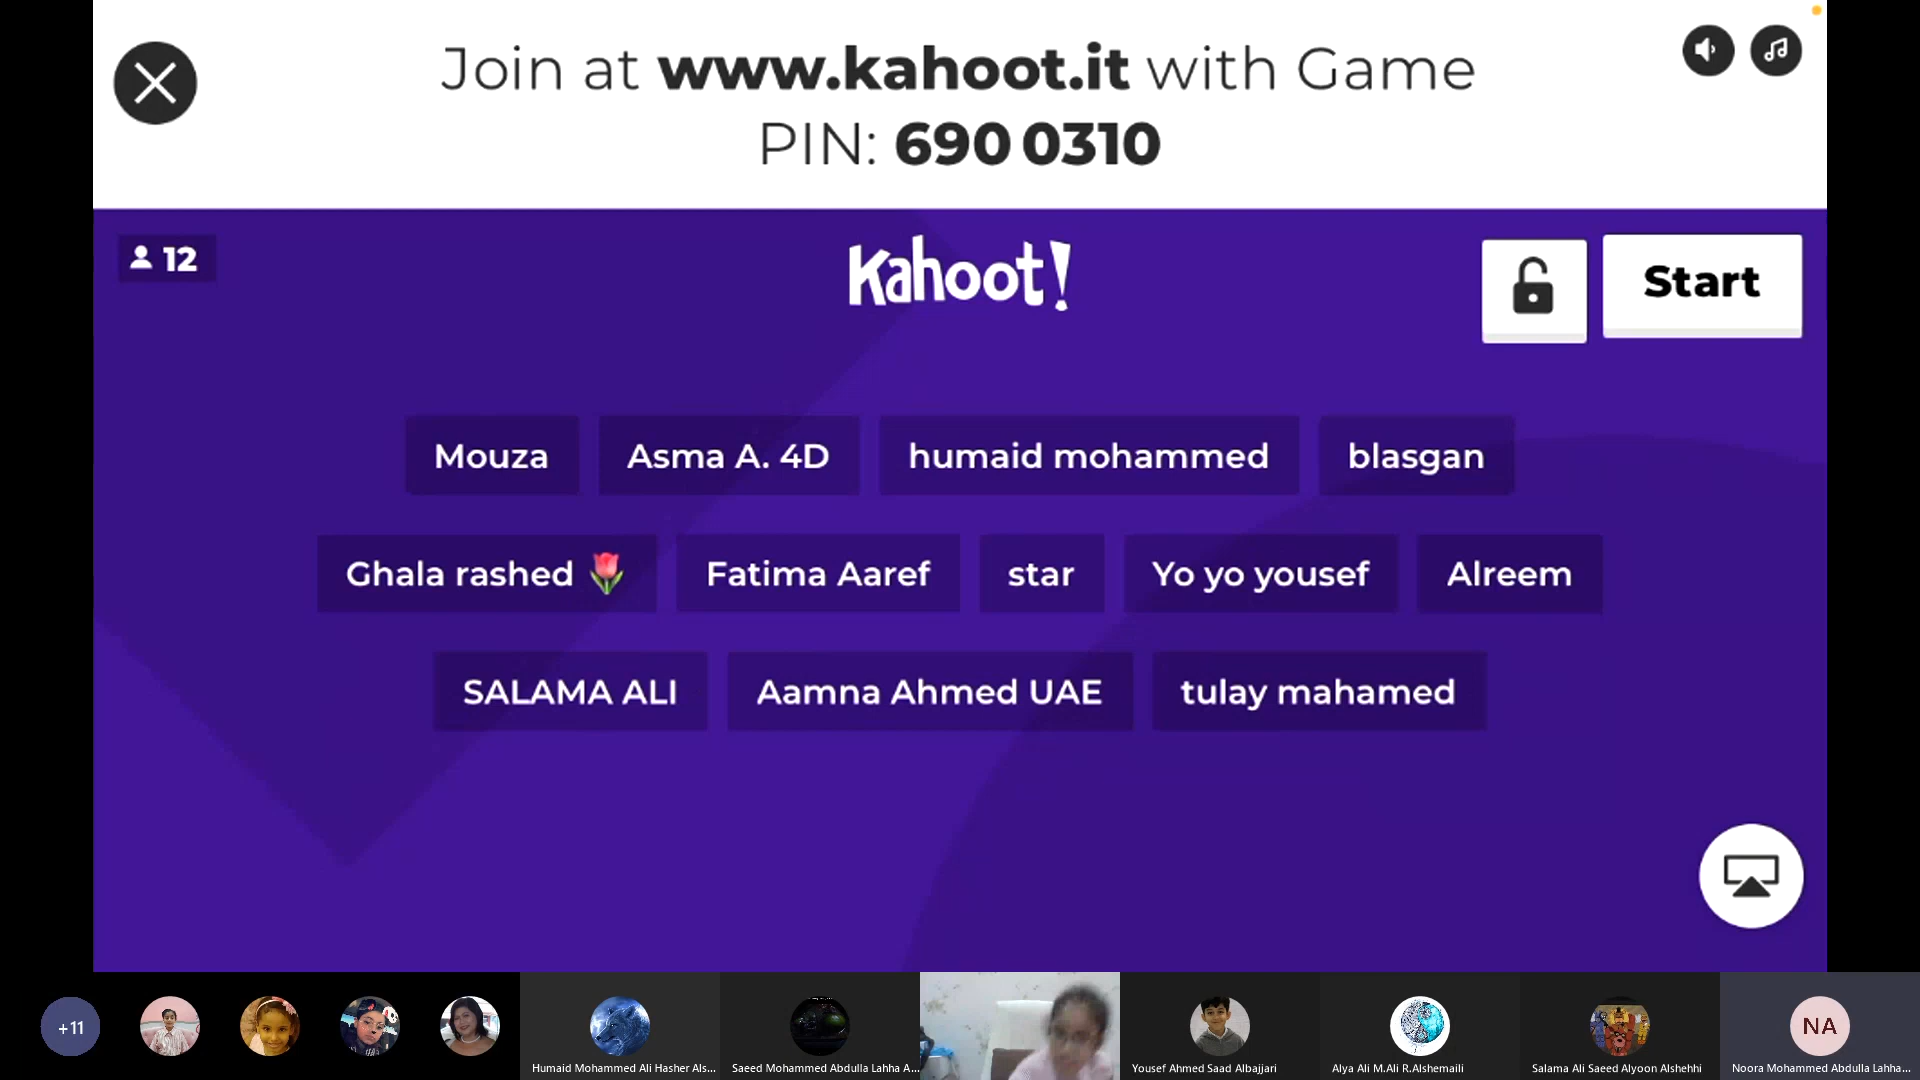 Join at www.kahoot.it with Game
PIN: 690 0310
12
Kahoot!
Start
Mouza
Asma A. 4D
humaid mohammed
blasgan
Ghala rashed 🌷
Fatima Aaref
star
Yo yo yousef
Alreem
SALAMA ALI
Aamna Ahmed UAE
tulay mahamed
+11
NA
Humaid Mohammed Ali Hasher Als...
Saeed Mohammed Abdulla Lahha A...
Yousef Ahmed Saad Albajjari
Alya Ali M.Ali R.Alshemaili
Salama Ali Saeed Alyoon Alshehhi
Noora Mohammed Abdulla Lahha...